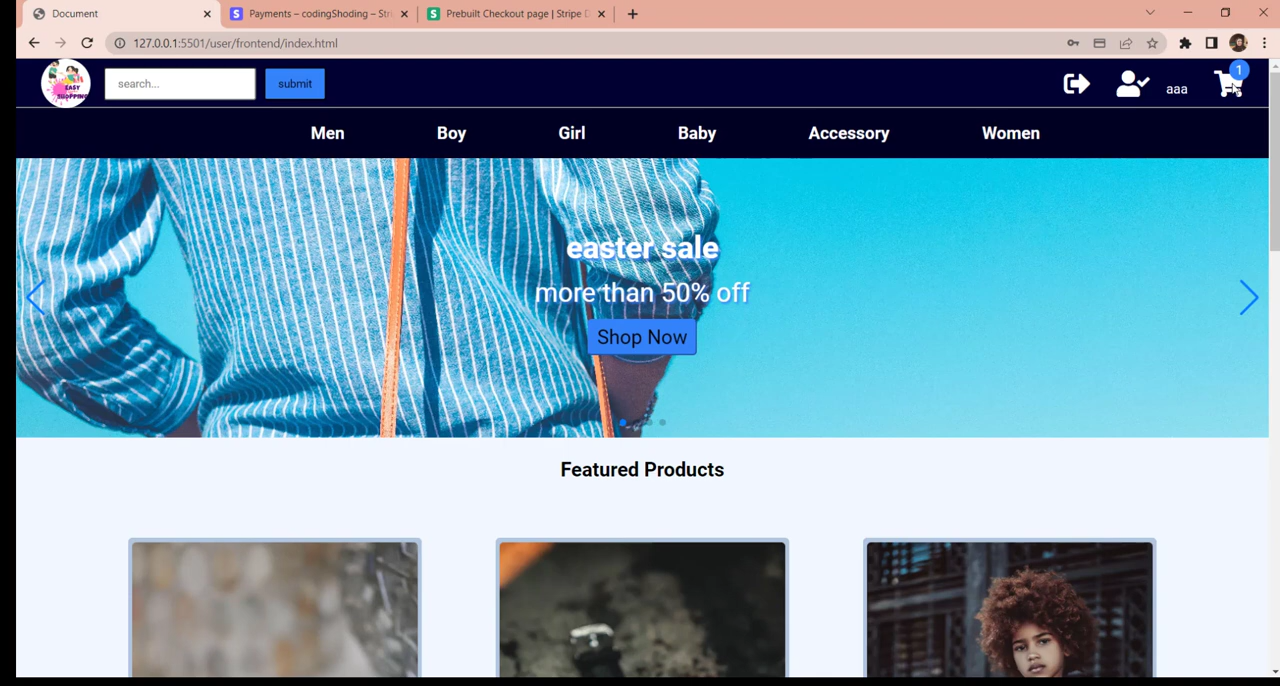 Document
S Payments – codingShoding – Str
S Prebuilt Checkout page | Stripe D
127.0.0.1:5501/user/frontend/index.html
EASY
SHOPPING
search...
submit
aaa
1
Men
Boy
Girl
Baby
Accessory
Women
easter sale
more than 50% off
Shop Now
Featured Products